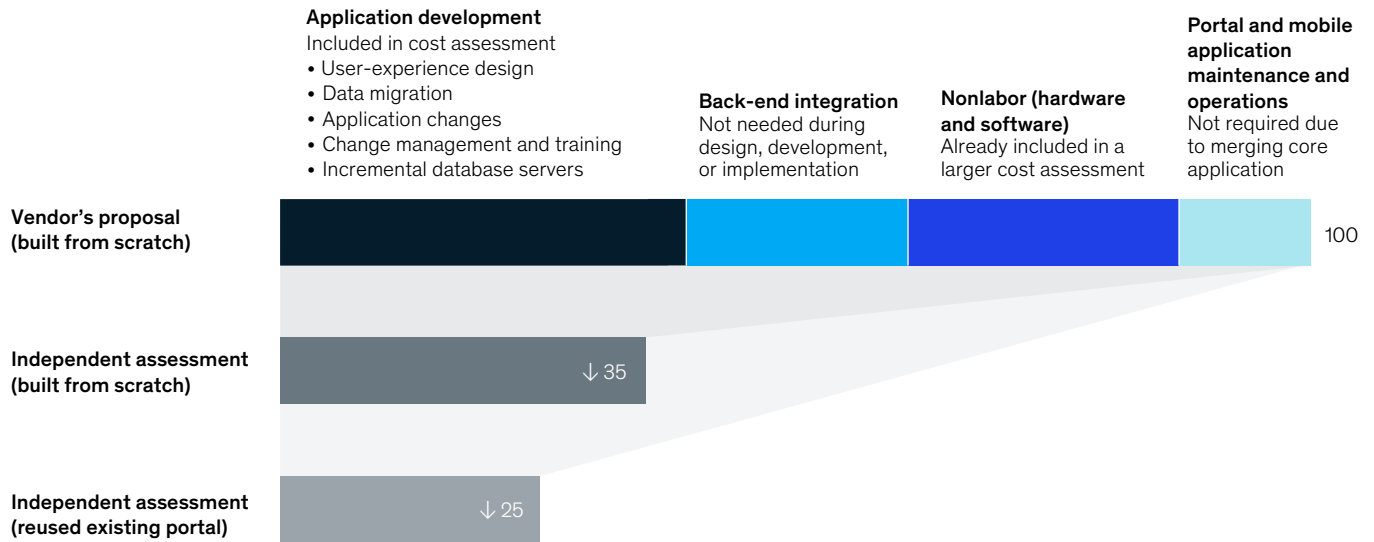 Application development
Included in cost assessment
• User-experience design
• Data migration
• Application changes
• Change management and training
• Incremental database servers
Back-end integration
Not needed during
design, development,
or implementation
Nonlabor (hardware
and software)
Already included in a
larger cost assessment
Portal and mobile
application
maintenance and
operations
Not required due
to merging core
application
Vendor’s proposal
(built from scratch)
100
Independent assessment
(built from scratch)
↓ 35
Independent assessment
(reused existing portal)
↓ 25